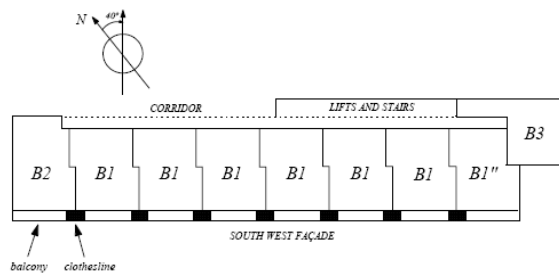 N
40°
CORRIDOR
LIFTS AND STAIRS
B3
B2 B1 B1 B1 B1 B1 B1 B1"
SOUTH WEST FAÇADE
balcony clothesline